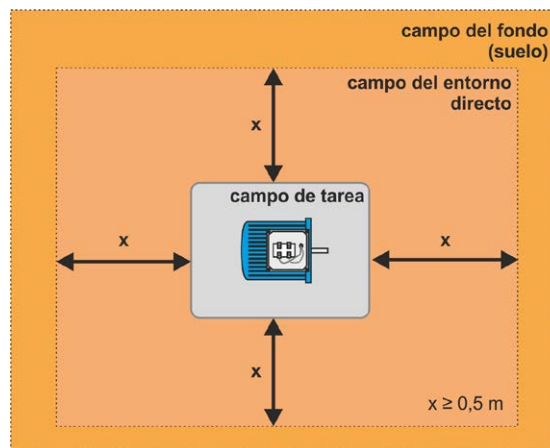 campo del fondo
(suelo)
campo del entorno
directo
x
campo de tarea
x
x
x
x ≥ 0,5 m